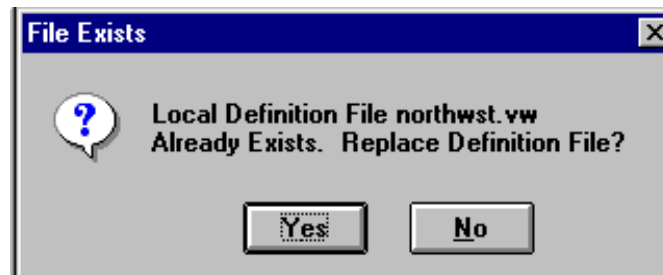 File Exists
Local Definition File northwst.vw
Already Exists.  Replace Definition File?
Yes
No